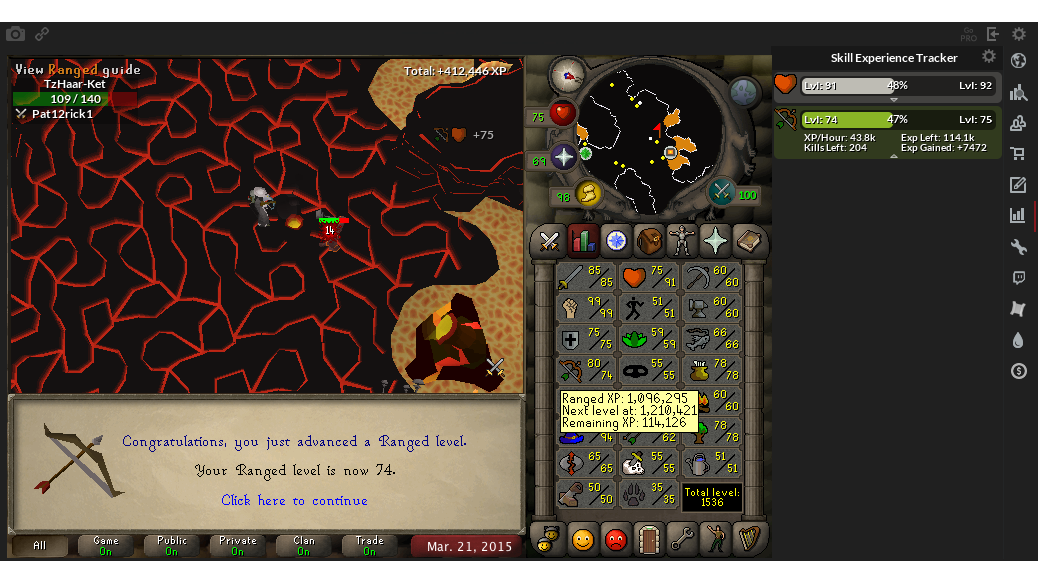 Go
PRO
View Ranged guide
TzHaar-Ket
109 / 140
Pat12rick1
Total: +412,446 XP
+75
14
75
69
98
100
Skill Experience Tracker
Lvl: 91 48% Lvl: 92
Lvl: 74 47% Lvl: 75
XP/Hour: 43.8k Exp Left: 114.1k
Kills Left: 204 Exp Gained: +7472
85/85 75/91 60/60
99/99 51/51 60/60
75/75 59/59 66/66
80/74 55/55 78/78
60/60
Ranged XP: 1,096,295
Next level at: 1,210,421
Remaining XP: 114,126
94 62 78/78
65/65 55/55 51/51
50/50 35/35
Total level:
1536
Congratulations, you just advanced a Ranged level.
Your Ranged level is now 74.
Click here to continue
All
Game
On
Public
On
Private
On
Clan
On
Trade
On
Mar. 21, 2015